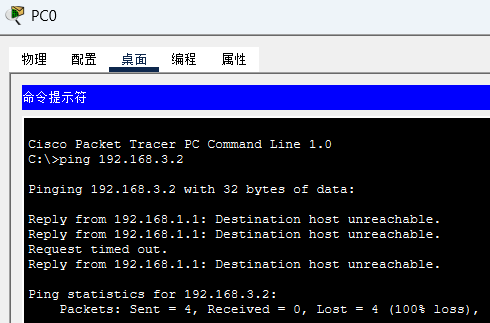 PC0
物理 配置 桌面 编程 属性
命令提示符
Cisco Packet Tracer PC Command Line 1.0
C:\>ping 192.168.3.2
Pinging 192.168.3.2 with 32 bytes of data:
Reply from 192.168.1.1: Destination host unreachable.
Reply from 192.168.1.1: Destination host unreachable.
Request timed out.
Reply from 192.168.1.1: Destination host unreachable.
Ping statistics for 192.168.3.2:
Packets: Sent = 4, Received = 0, Lost = 4 (100% loss),